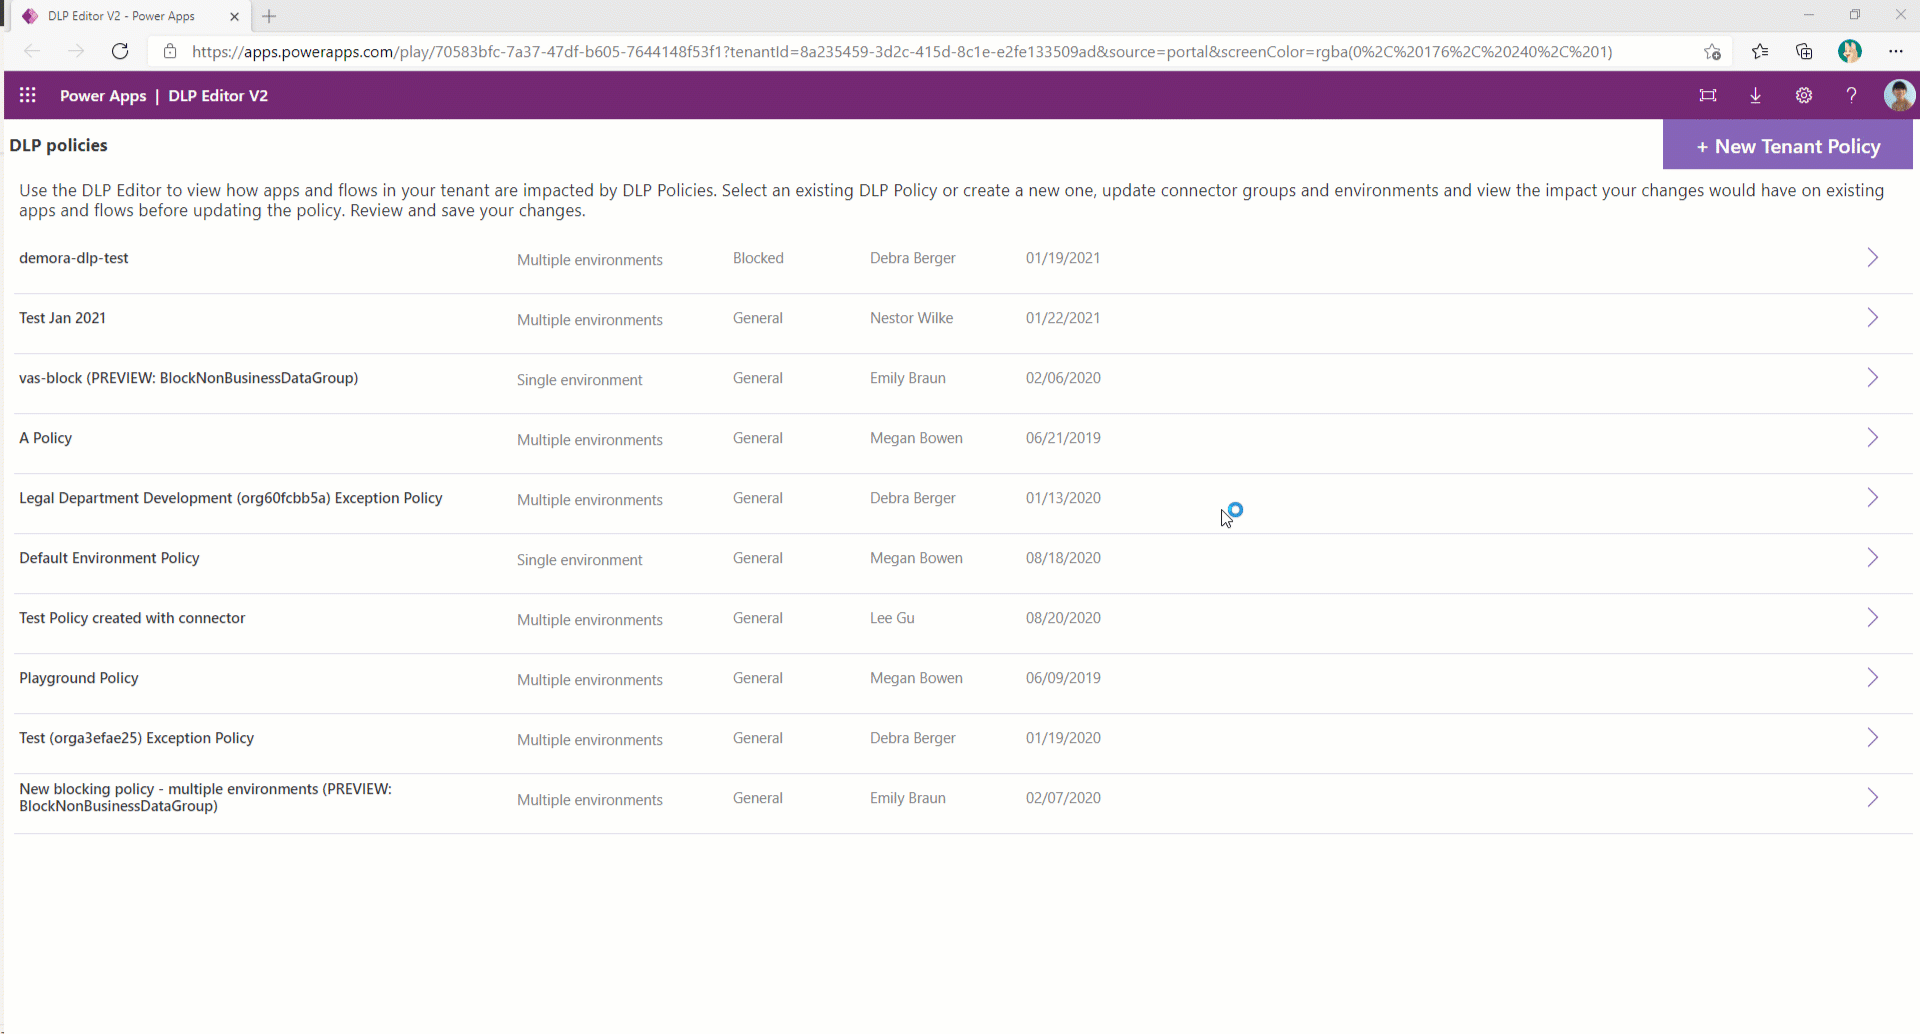 DLP Editor V2 - Power Apps
https://apps.powerapps.com/play/70583bfc-7a37-47df-b605-7644148f53f1?tenantId=8a235459-3d2c-415d-8c1e-e2fe133509ad&source=portal&screenColor=rgba(0%2C%20176%2C%20240%2C%201)
Power Apps | DLP Editor V2
DLP policies
+ New Tenant Policy
Use the DLP Editor to view how apps and flows in your tenant are impacted by DLP Policies. Select an existing DLP Policy or create a new one, update connector groups and environments and view the impact your changes would have on existing
apps and flows before updating the policy. Review and save your changes.
demora-dlp-test Multiple environments Blocked Debra Berger 01/19/2021
Test Jan 2021 Multiple environments General Nestor Wilke 01/22/2021
vas-block (PREVIEW: BlockNonBusinessDataGroup) Single environment General Emily Braun 02/06/2020
A Policy Multiple environments General Megan Bowen 06/21/2019
Legal Department Development (org60fcbb5a) Exception Policy Multiple environments General Debra Berger 01/13/2020
Default Environment Policy Single environment General Megan Bowen 08/18/2020
Test Policy created with connector Multiple environments General Lee Gu 08/20/2020
Playground Policy Multiple environments General Megan Bowen 06/09/2019
Test (orga3efae25) Exception Policy Multiple environments General Debra Berger 01/19/2020
New blocking policy - multiple environments (PREVIEW:
BlockNonBusinessDataGroup) Multiple environments General Emily Braun 02/07/2020